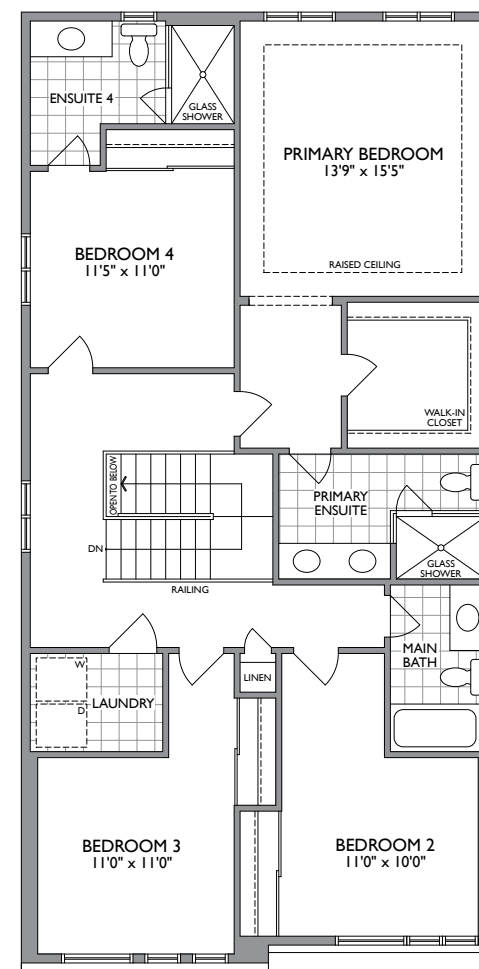 ENSUITE 4
GLASS
SHOWER
PRIMARY BEDROOM
13'9" x 15'5"
BEDROOM 4
11'5" x 11'0"
RAISED CEILING
WALK-IN
CLOSET
OPEN TO BELOW
PRIMARY
ENSUITE
DN
GLASS
SHOWER
RAILING
MAIN
BATH
W
LINEN
LAUNDRY
D
BEDROOM 3
11'0" x 11'0"
BEDROOM 2
11'0" x 10'0"